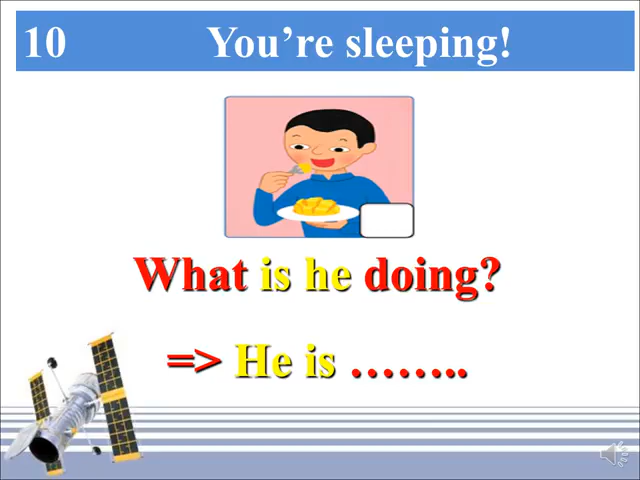 10 You're sleeping!
What is he doing?
=> He is ……..